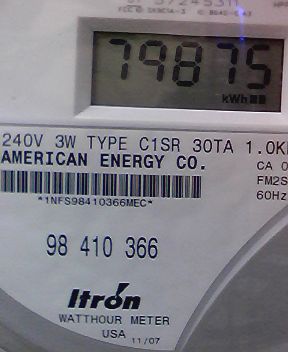 79875
kWh
240V 3W TYPE C1SR 30TA 1.0K
AMERICAN ENERGY CO.
CA 0
FM2S
60Hz
*1NFS98410366MEC*
98 410 366
Itron
WATTHOUR METER
USA 11/07